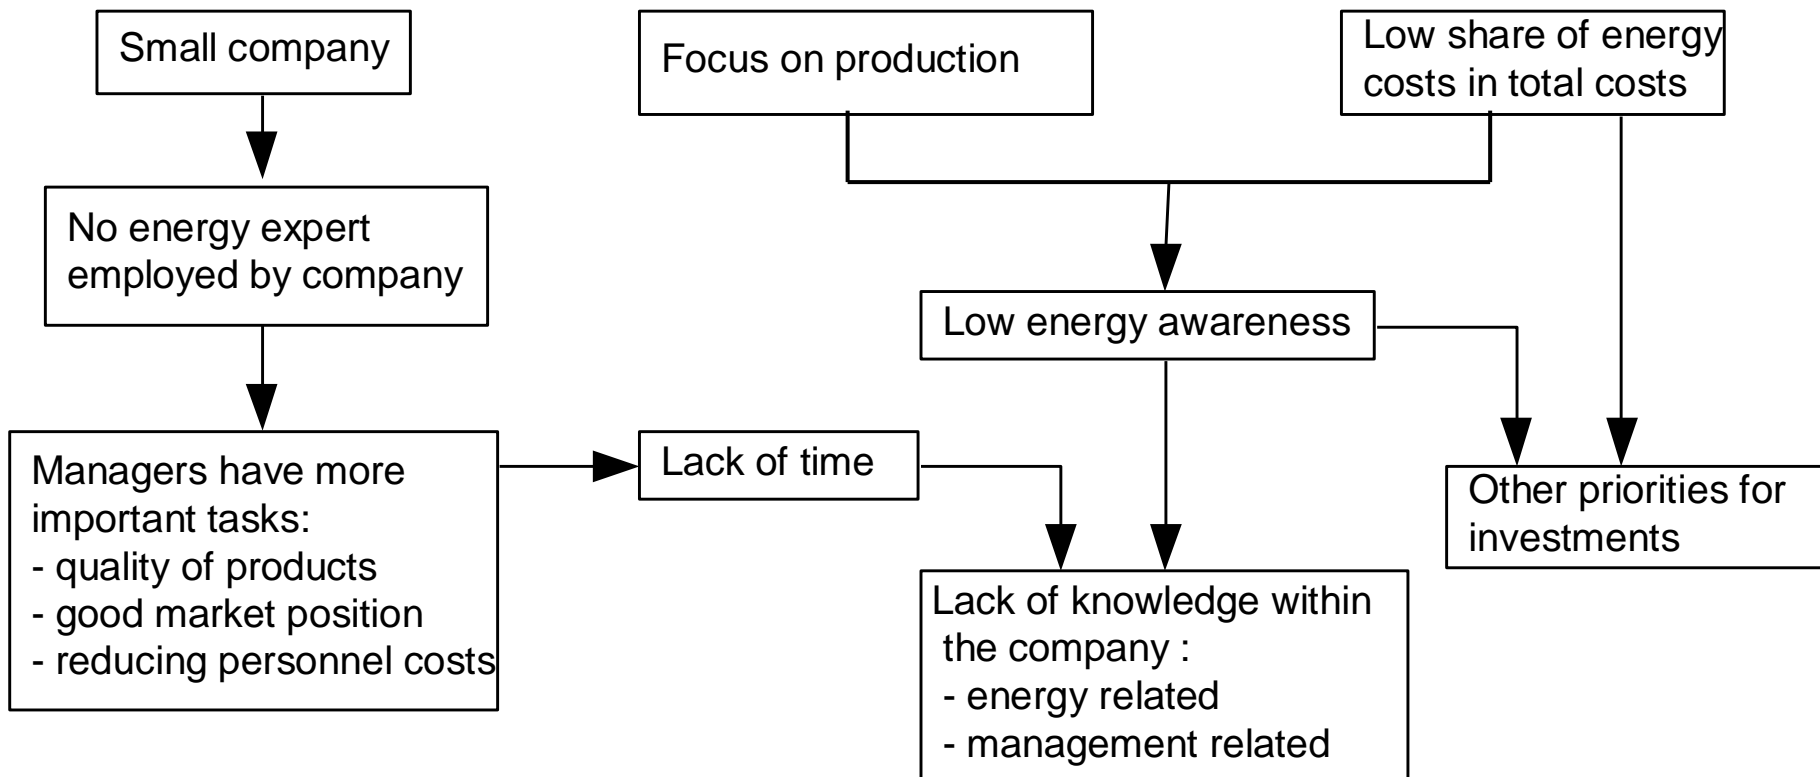 Small company
Focus on production
Low share of energy
costs in total costs
No energy expert
employed by company
Low energy awareness
Managers have more
important tasks:
- quality of products
- good market position
- reducing personnel costs
Lack of time
Other priorities for
investments
Lack of knowledge within
the company :
- energy related
- management related